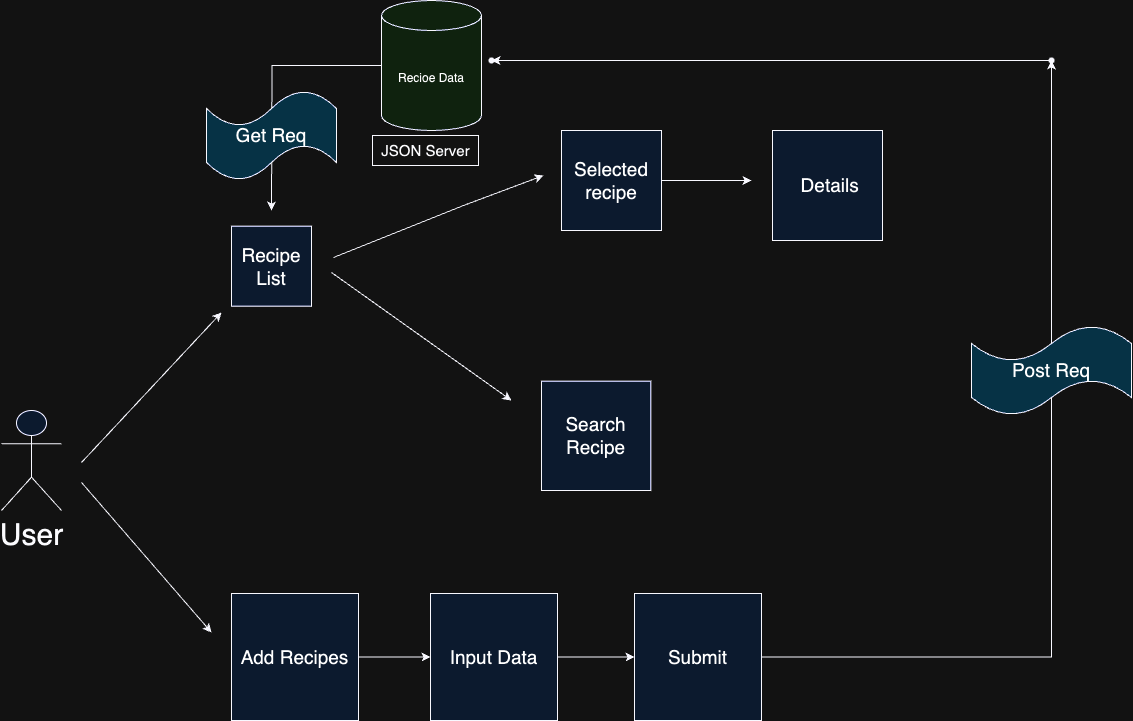 Recioe Data
Get Req
JSON Server
Selected
recipe
Details
Recipe
List
Post Req
Search
Recipe
User
Add Recipes
Input Data
Submit